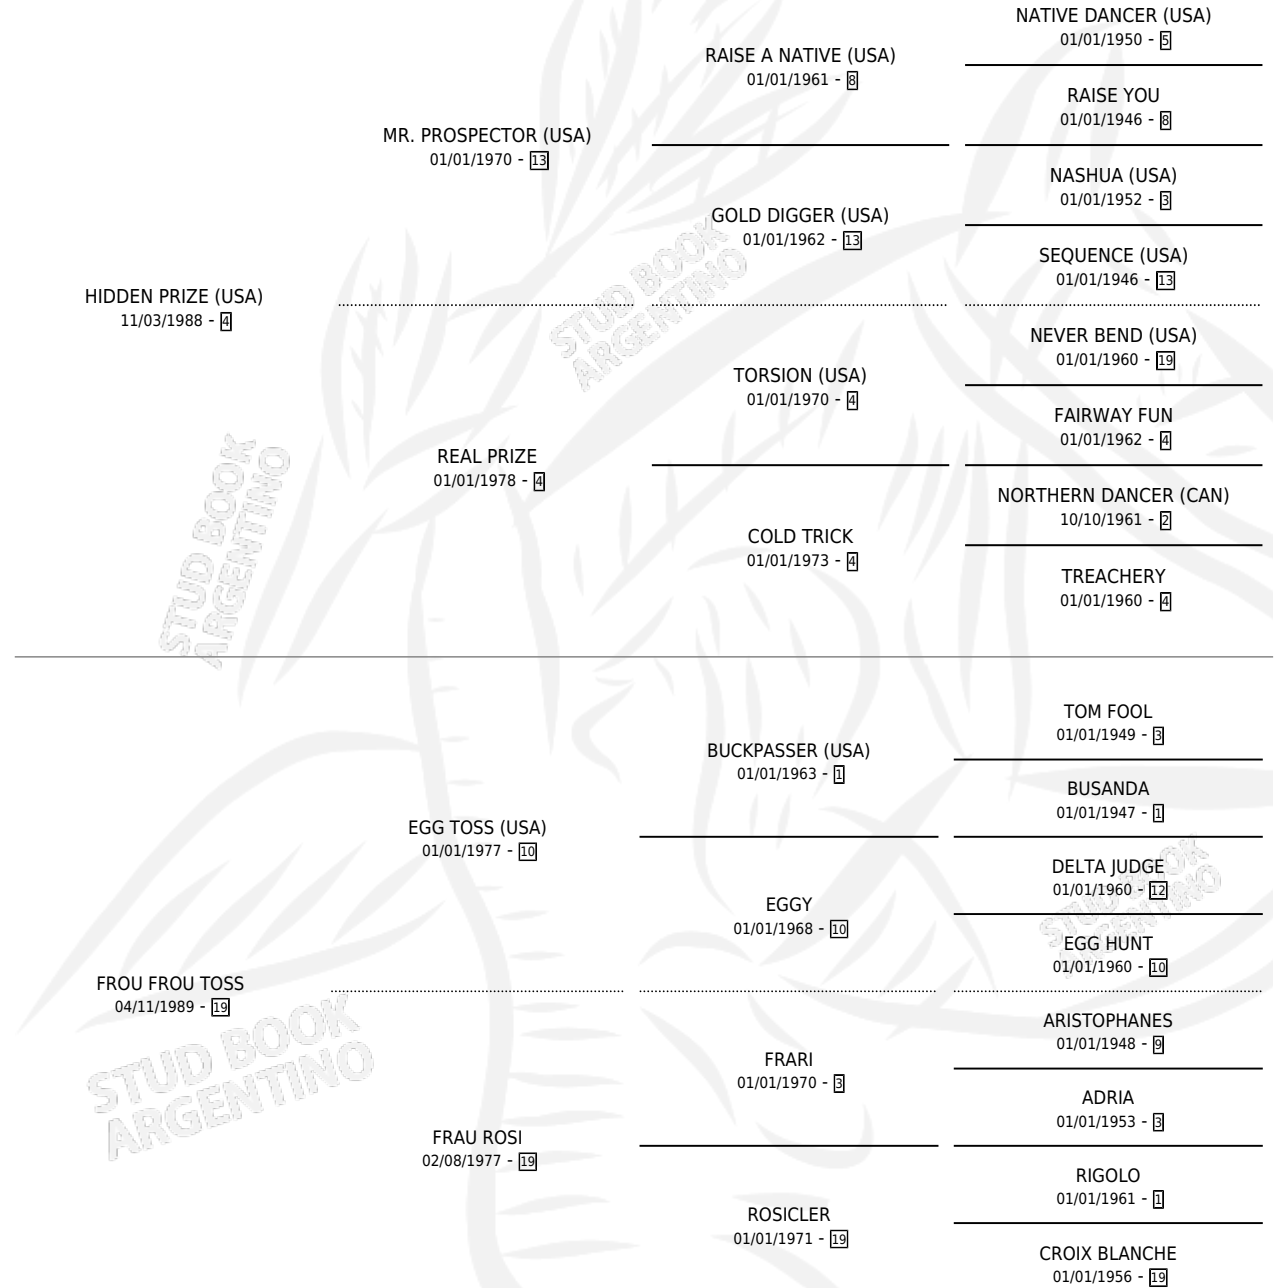 NATIVE DANCER (USA)
01/01/1950 - 5
RAISE A NATIVE (USA)
01/01/1961 - 8
RAISE YOU
01/01/1946 - 8
MR. PROSPECTOR (USA)
01/01/1970 - 13
NASHUA (USA)
01/01/1952 - 3
GOLD DIGGER (USA)
01/01/1962 - 13
SEQUENCE (USA)
01/01/1946 - 13
HIDDEN PRIZE (USA)
11/03/1988 - 4
STUD BOOK
ARGENTINO
NEVER BEND (USA)
01/01/1960 - 19
TORSION (USA)
01/01/1970 - 4
FAIRWAY FUN
01/01/1962 - 4
REAL PRIZE
01/01/1978 - 4
NORTHERN DANCER (CAN)
10/10/1961 - 2
COLD TRICK
01/01/1973 - 4
TREACHERY
01/01/1960 - 4
STUD BOOK
ARGENTINO
TOM FOOL
01/01/1949 - 3
BUCKPASSER (USA)
01/01/1963 - 1
BUSANDA
01/01/1947 - 1
EGG TOSS (USA)
01/01/1977 - 10
DELTA JUDGE
01/01/1960 - 12
EGGY
01/01/1968 - 10
STUD BOOK
ARGENTINO
EGG HUNT
01/01/1960 - 10
FROU FROU TOSS
04/11/1989 - 19
ARISTOPHANES
01/01/1948 - 9
FRARI
01/01/1970 - 3
ADRIA
01/01/1953 - 3
STUD BOOK
ARGENTINO
FRAU ROSI
02/08/1977 - 19
RIGOLO
01/01/1961 - 1
ROSICLER
01/01/1971 - 19
CROIX BLANCHE
01/01/1956 - 19